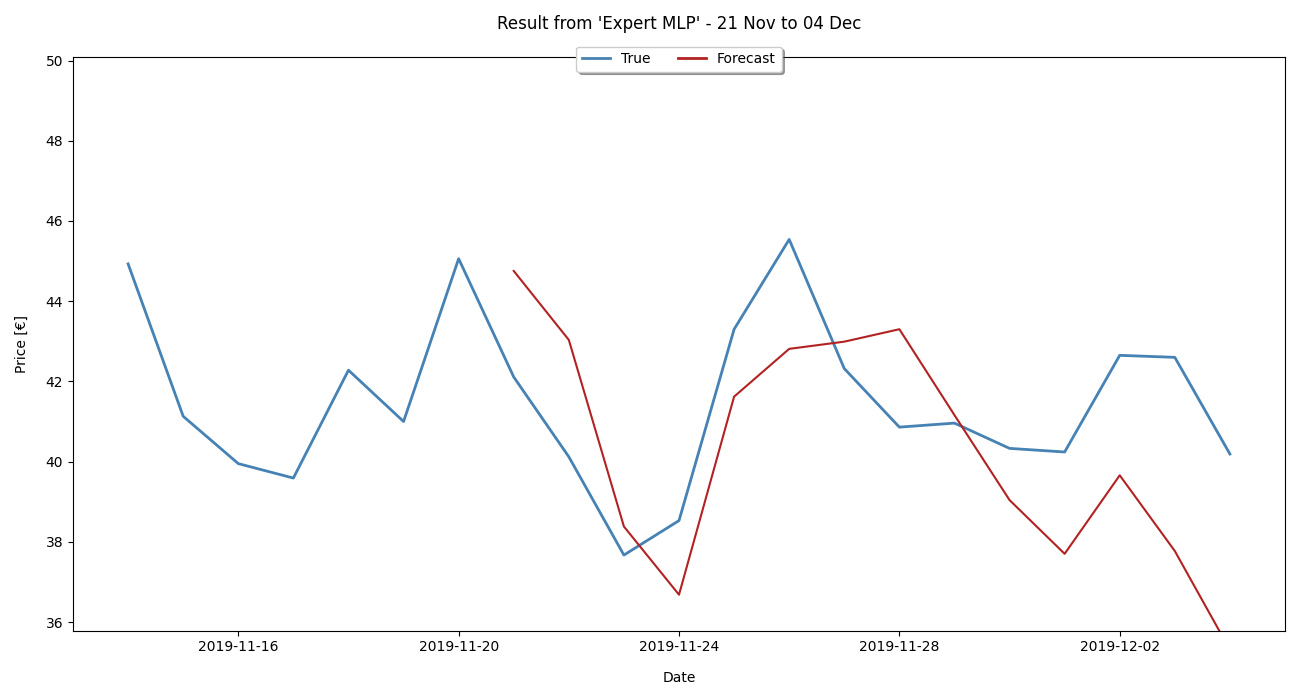 Result from 'Expert MLP' - 21 Nov to 04 Dec
True Forecast
50
48
46
44
42
40
38
36
Price [€]
2019-11-16 2019-11-20 2019-11-24 2019-11-28 2019-12-02
Date